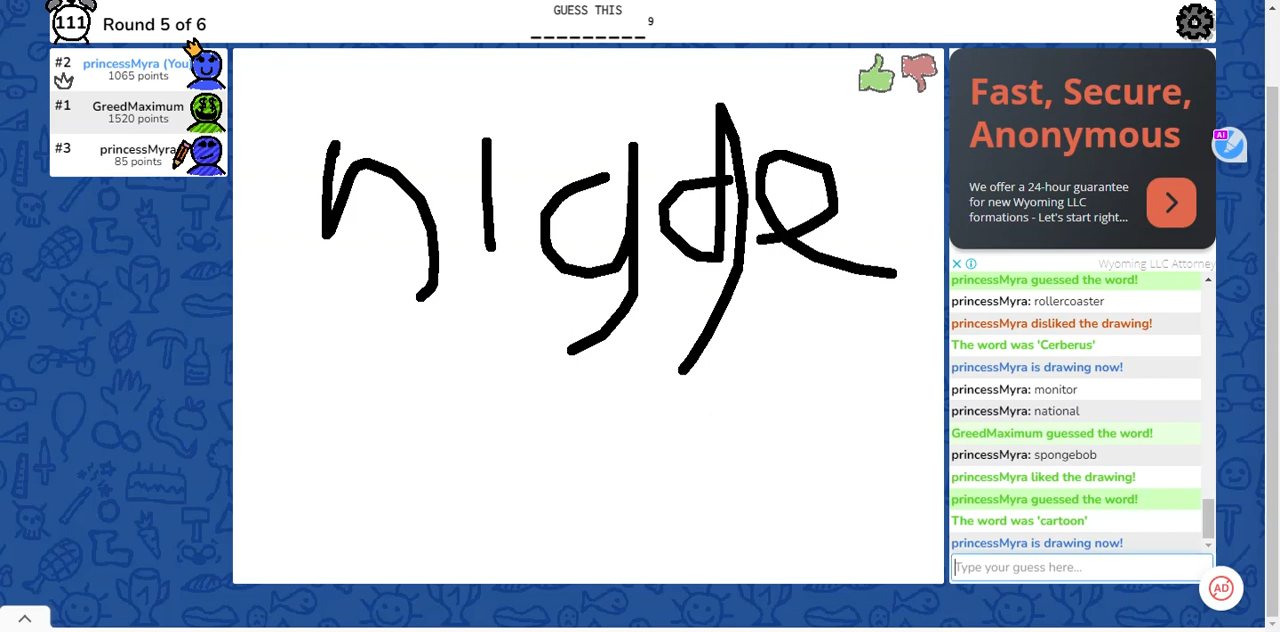 111
Round 5 of 6
GUESS THIS
_________ 9
#2 princessMyra (You)
1065 points
#1 GreedMaximum
1520 points
#3 princessMyra
85 points
nigge
Fast, Secure,
Anonymous
We offer a 24-hour guarantee
for new Wyoming LLC
formations - Let's start right...
AI
Wyoming LLC Attorney
princessMyra guessed the word!
princessMyra: rollercoaster
princessMyra disliked the drawing!
The word was 'Cerberus'
princessMyra is drawing now!
princessMyra: monitor
princessMyra: national
GreedMaximum guessed the word!
princessMyra: spongebob
princessMyra liked the drawing!
princessMyra guessed the word!
The word was 'cartoon'
princessMyra is drawing now!
Type your guess here...
AD